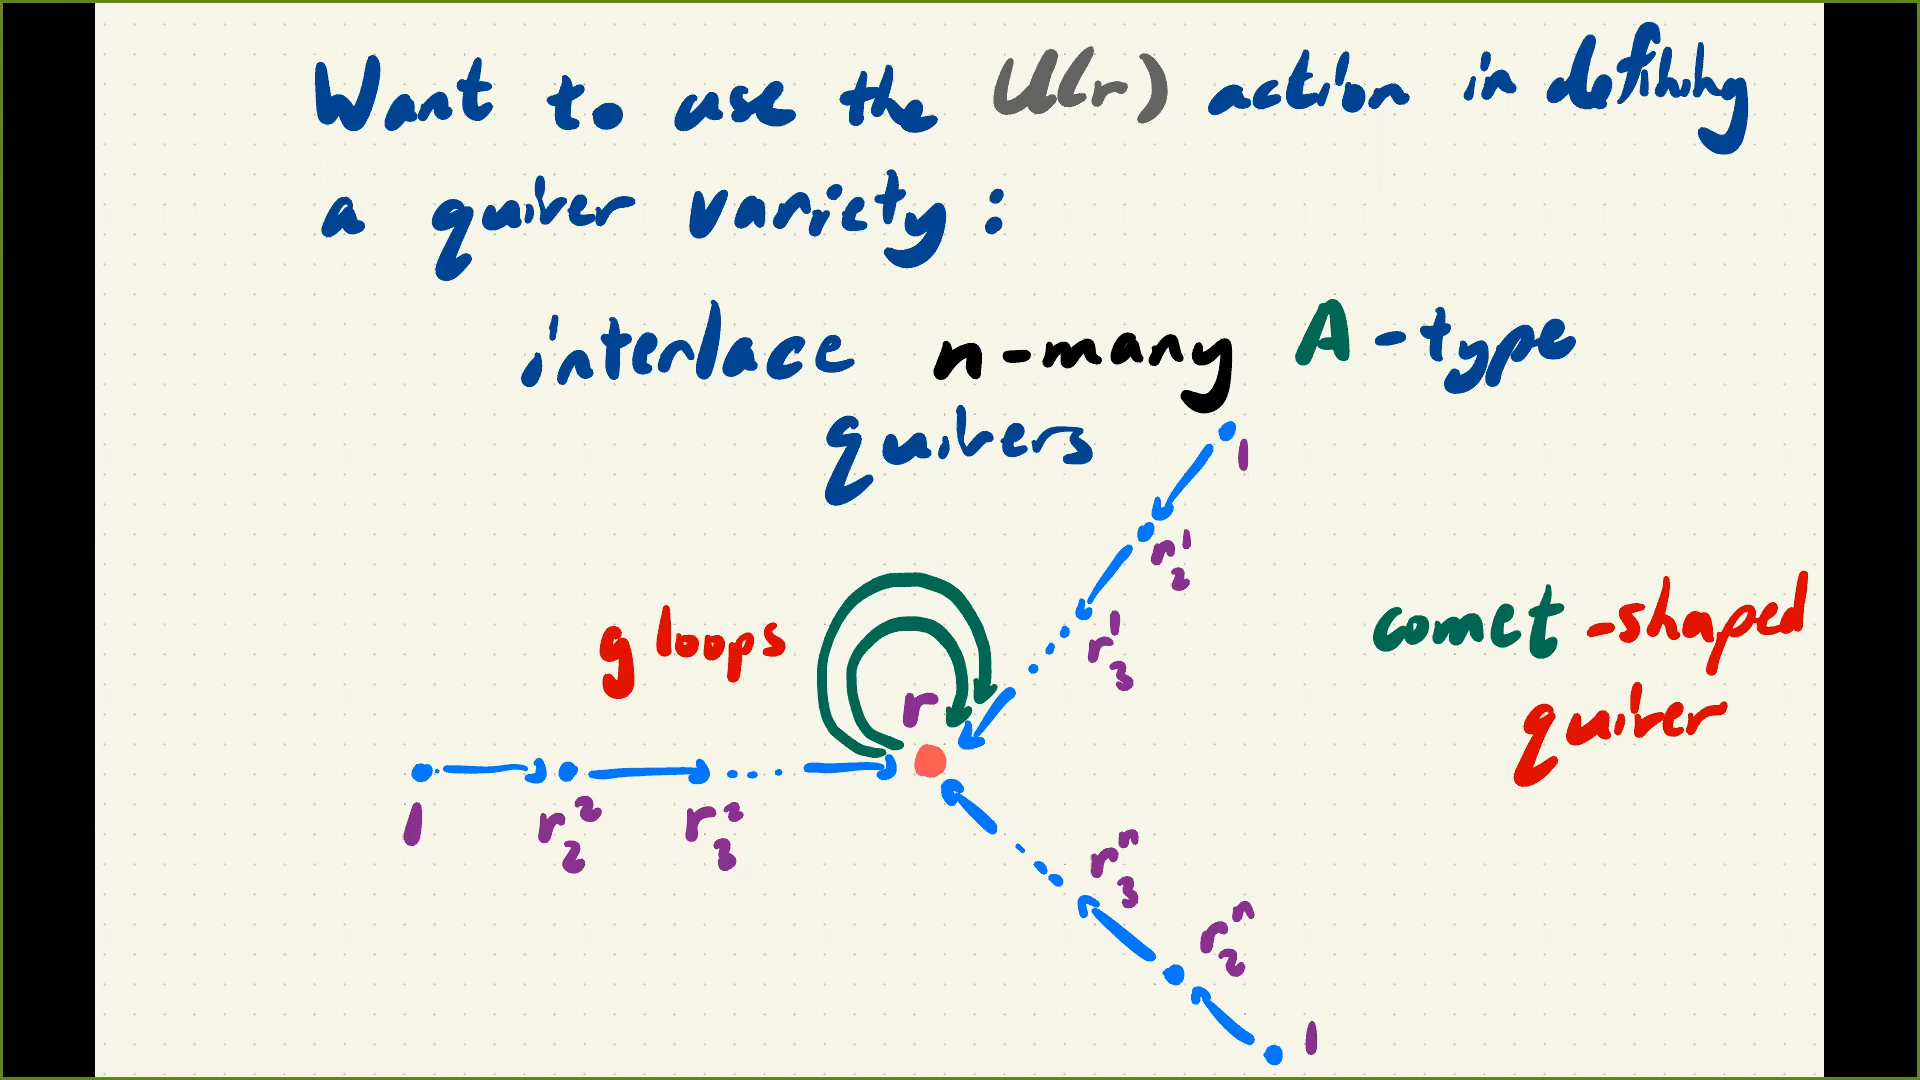 Want to use the U(r) action in defining
a quiver variety:
interlace n-many A-type
quivers
1
r₂¹
r₃¹
g loops
r
comet-shaped
quiver
1
r₂²
r₃²
r₃ⁿ
r₂ⁿ
1